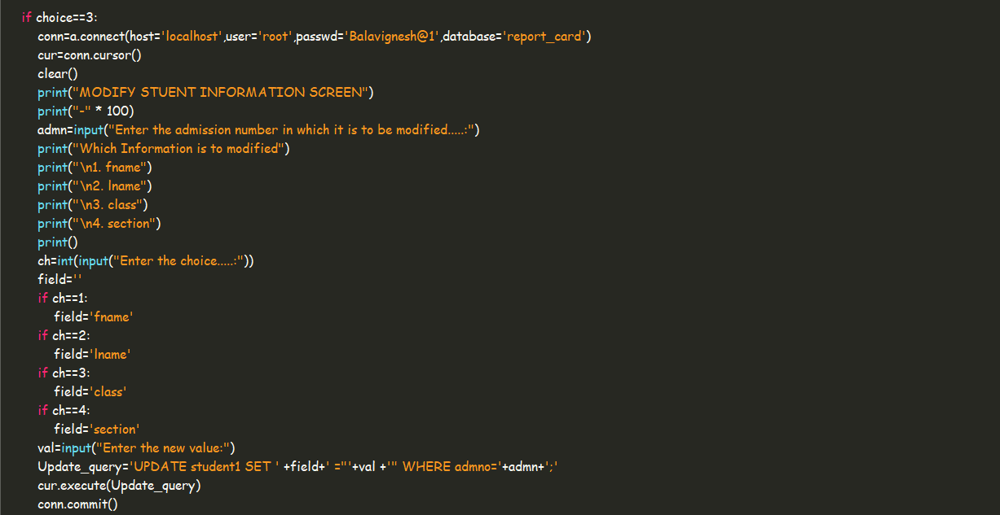 if choice==3:
conn=a.connect(host='localhost',user='root',passwd='Balavignesh@1',database='report_card')
cur=conn.cursor()
clear()
print("MODIFY STUENT INFORMATION SCREEN")
print("-" * 100)
admn=input("Enter the admission number in which it is to be modified.....:")
print("Which Information is to modified")
print("\n1. fname")
print("\n2. lname")
print("\n3. class")
print("\n4. section")
print()
ch=int(input("Enter the choice.....:"))
field=''
if ch==1:
field='fname'
if ch==2:
field='lname'
if ch==3:
field='class'
if ch==4:
field='section'
val=input("Enter the new value:")
Update_query='UPDATE student1 SET ' +field+' ="'+val +'" WHERE admno='+admn+';'
cur.execute(Update_query)
conn.commit()